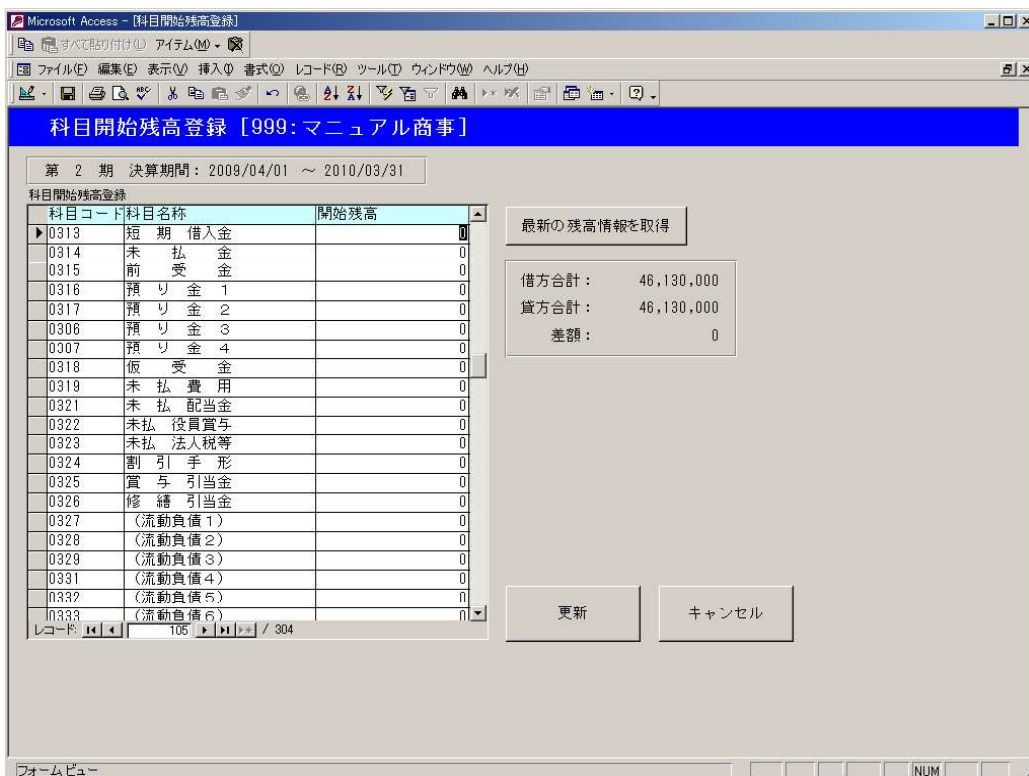 Microsoft Access - [科目開始残高登録]
すべて貼り付け(L) アイテム(M)
ファイル(F) 編集(E) 表示(V) 挿入(I) 書式(O) レコード(R) ツール(T) ウィンドウ(W) ヘルプ(H)
科目開始残高登録 [999:マニュアル商事]
第 2 期 決算期間: 2009/04/01 ～ 2010/03/31
科目開始残高登録
科目コード 科目名称 開始残高
0313 短 期 借入金 0
0314 未 払 金 0
0315 前 受 金 0
0316 預 り 金 1 0
0317 預 り 金 2 0
0306 預 り 金 3 0
0307 預 り 金 4 0
0318 仮 受 金 0
0319 未 払 費 用 0
0321 未 払 配当金 0
0322 未払 役員賞与 0
0323 未払 法人税等 0
0324 割 引 手 形 0
0325 賞 与 引当金 0
0326 修 繕 引当金 0
0327 (流動負債1) 0
0328 (流動負債2) 0
0329 (流動負債3) 0
0331 (流動負債4) 0
0332 (流動負債5) 0
0333 (流動負債6) 0
レコード: 105 / 304
最新の残高情報を取得
借方合計: 46,130,000
貸方合計: 46,130,000
差額: 0
更新 キャンセル
フォーム ビュー NUM